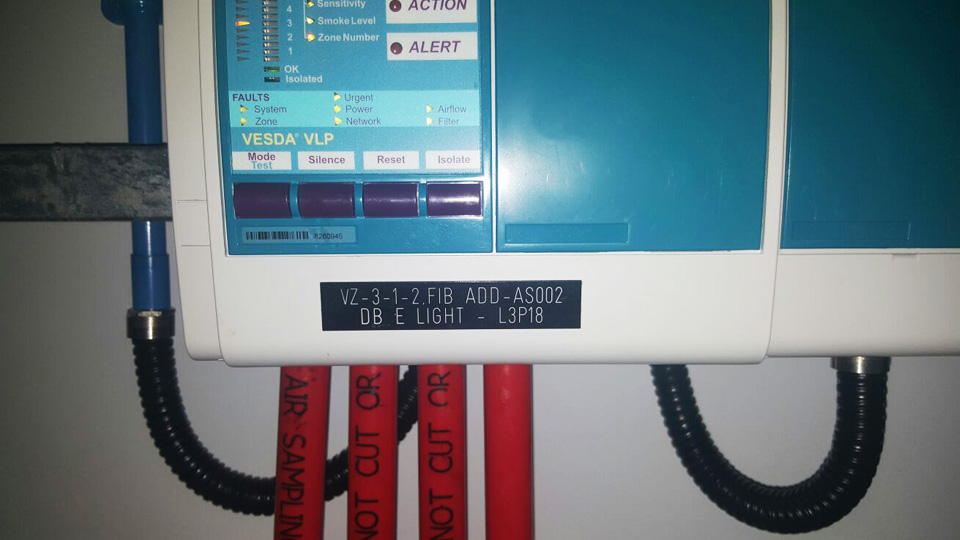 Sensitivity
ACTION
4
3
Smoke Level
2
Zone Number
ALERT
1
OK
Isolated
FAULTS
Urgent
System
Power
Airflow
Zone
Network
Filter
VESDA® VLP
Mode
Test
Silence
Reset
Isolate
8260945
VZ-3-1-2.FIB ADD-AS002
DB E LIGHT - L3P18
AIR SAMPLIN
NOT CUT OR
NOT CUT OR